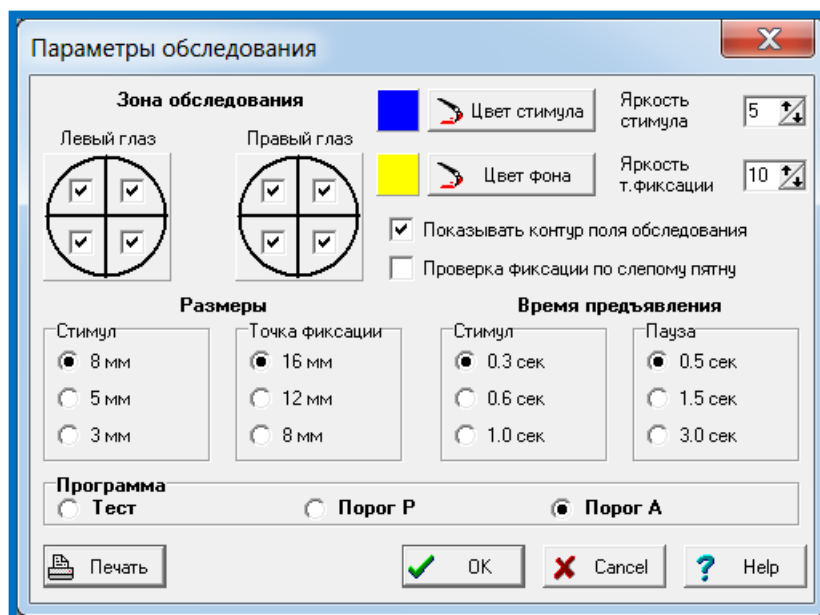 Параметры обследования
Зона обследования
Левый глаз Правый глаз
Цвет стимула
Яркость стимула
5
Цвет фона
Яркость т.фиксации
10
Показывать контур поля обследования
Проверка фиксации по слепому пятну
Размеры
Время предъявления
Стимул
8 мм
5 мм
3 мм
Точка фиксации
16 мм
12 мм
8 мм
Стимул
0.3 сек
0.6 сек
1.0 сек
Пауза
0.5 сек
1.5 сек
3.0 сек
Программа
Тест Порог Р Порог А
Печать OK Cancel Help